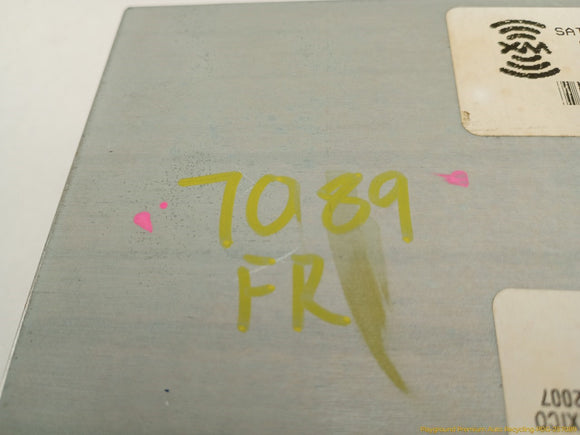 XM
SAT
7089
FR
XICO
2007